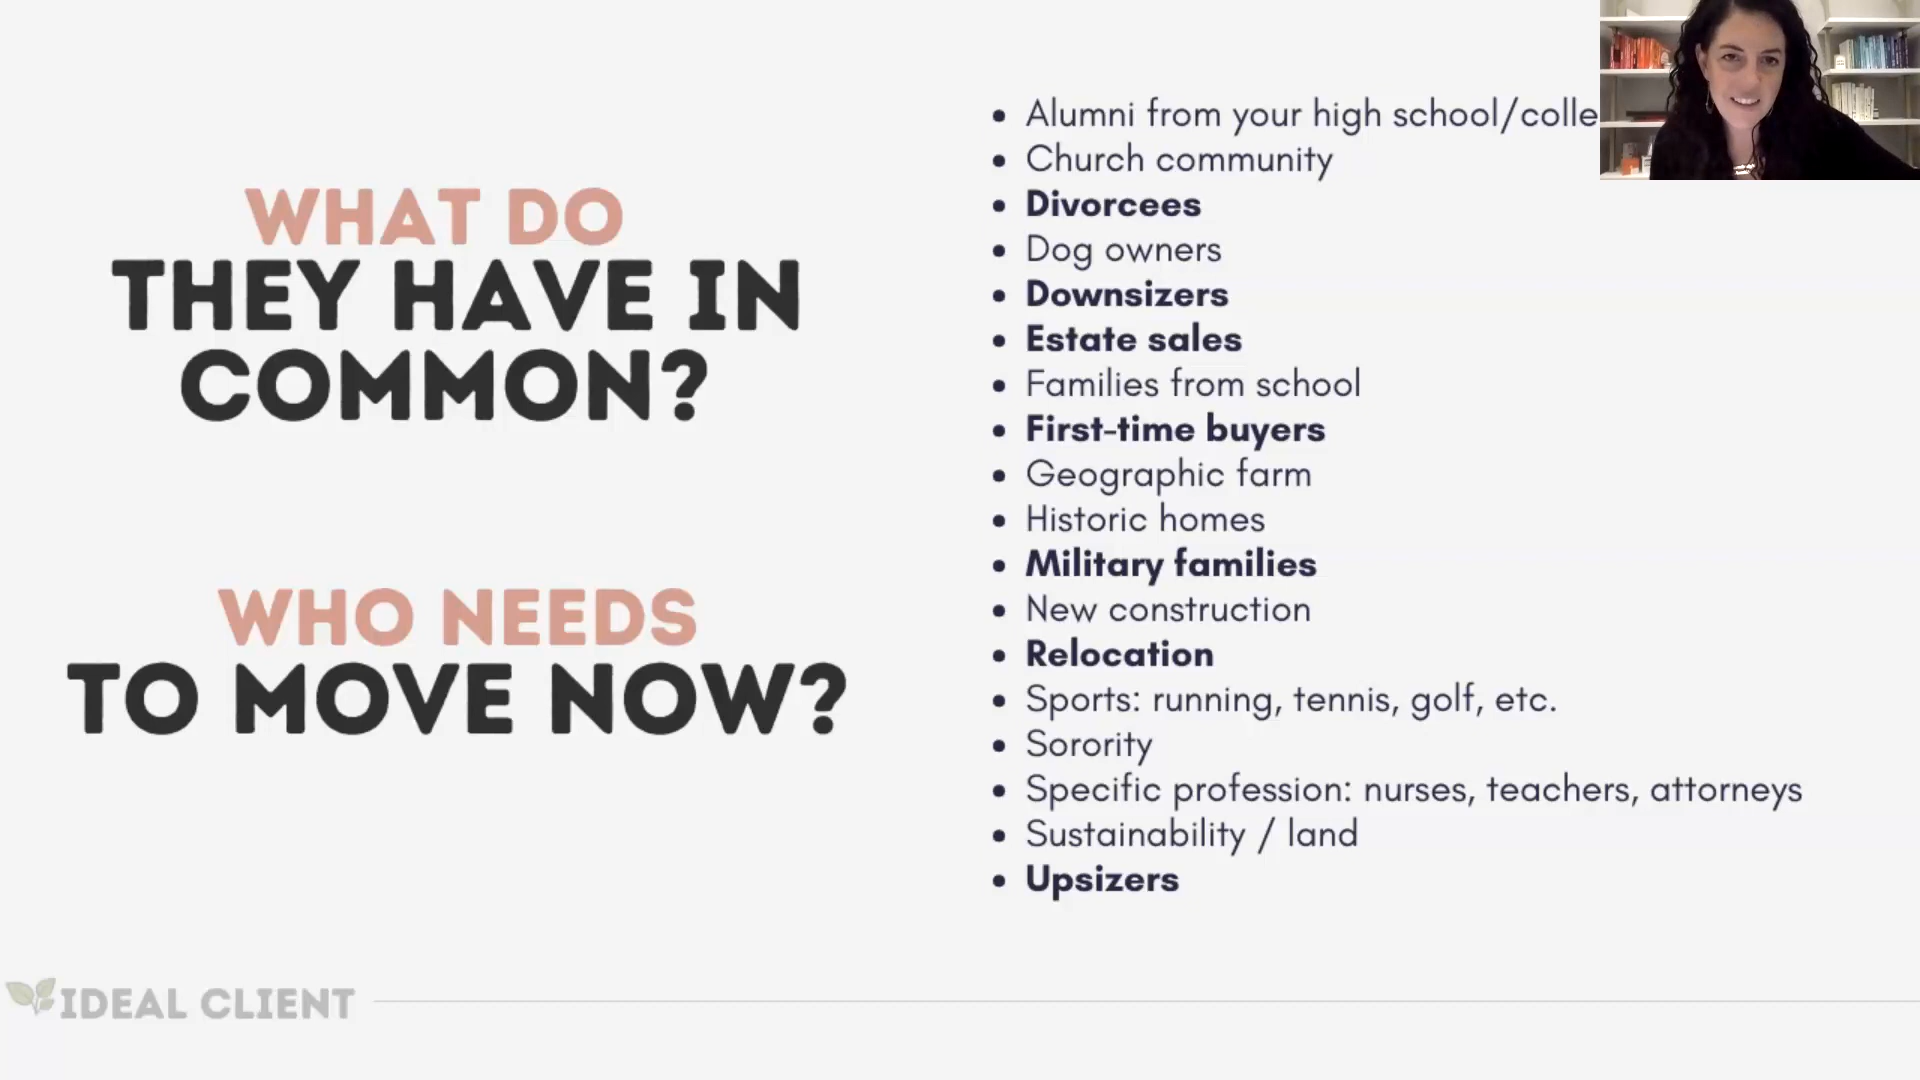 WHAT DO
THEY HAVE IN
COMMON?
WHO NEEDS
TO MOVE NOW?
• Alumni from your high school/colle
• Church community
• Divorcees
• Dog owners
• Downsizers
• Estate sales
• Families from school
• First-time buyers
• Geographic farm
• Historic homes
• Military families
• New construction
• Relocation
• Sports: running, tennis, golf, etc.
• Sorority
• Specific profession: nurses, teachers, attorneys
• Sustainability / land
• Upsizers
IDEAL CLIENT